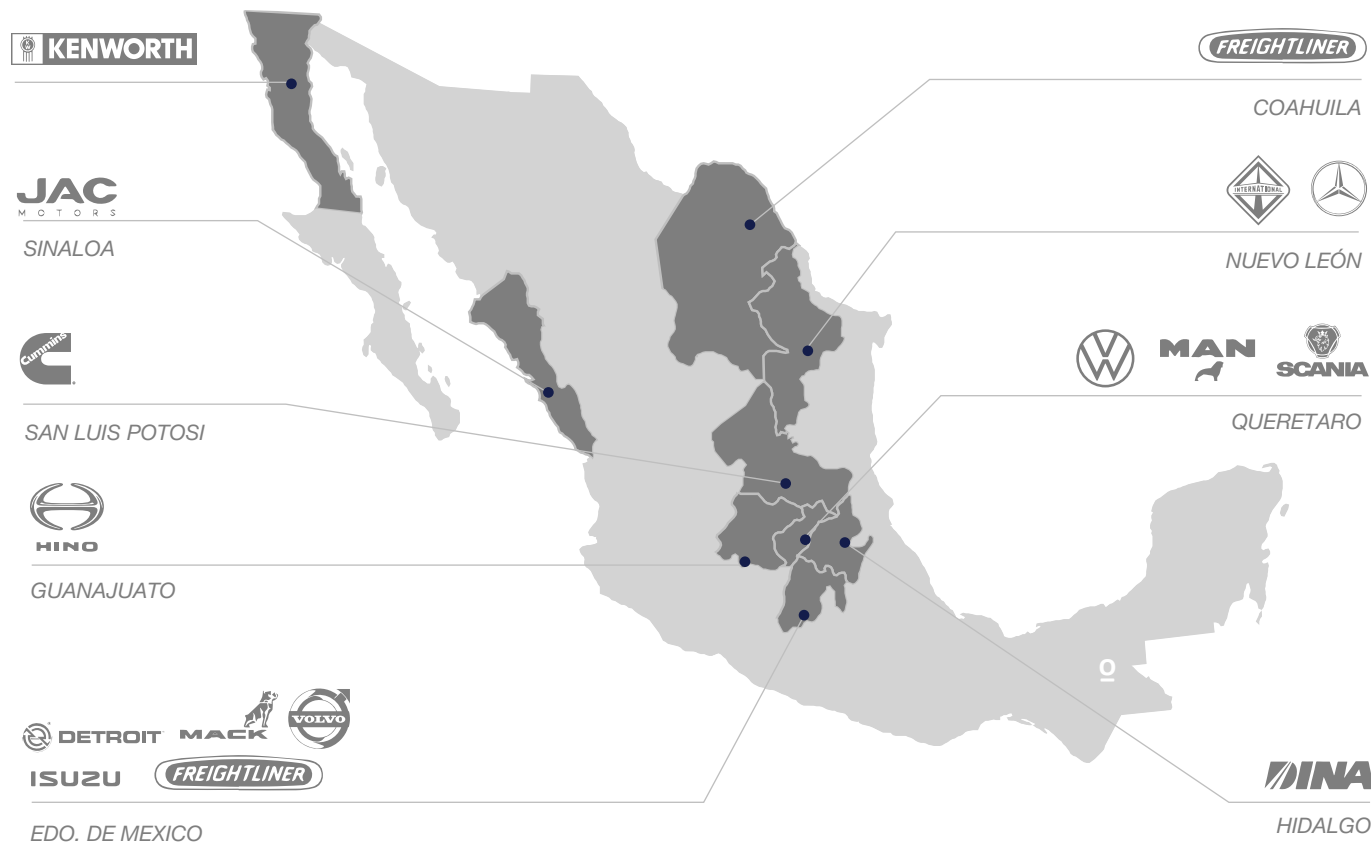 KENWORTH
JAC
MOTORS
SINALOA
Cummins
SAN LUIS POTOSI
HINO
GUANAJUATO
DETROIT MACK VOLVO
ISUZU FREIGHTLINER
EDO. DE MEXICO
FREIGHTLINER
COAHUILA
INTERNATIONAL
NUEVO LEÓN
MAN
SCANIA
QUERETARO
O
DINA
HIDALGO